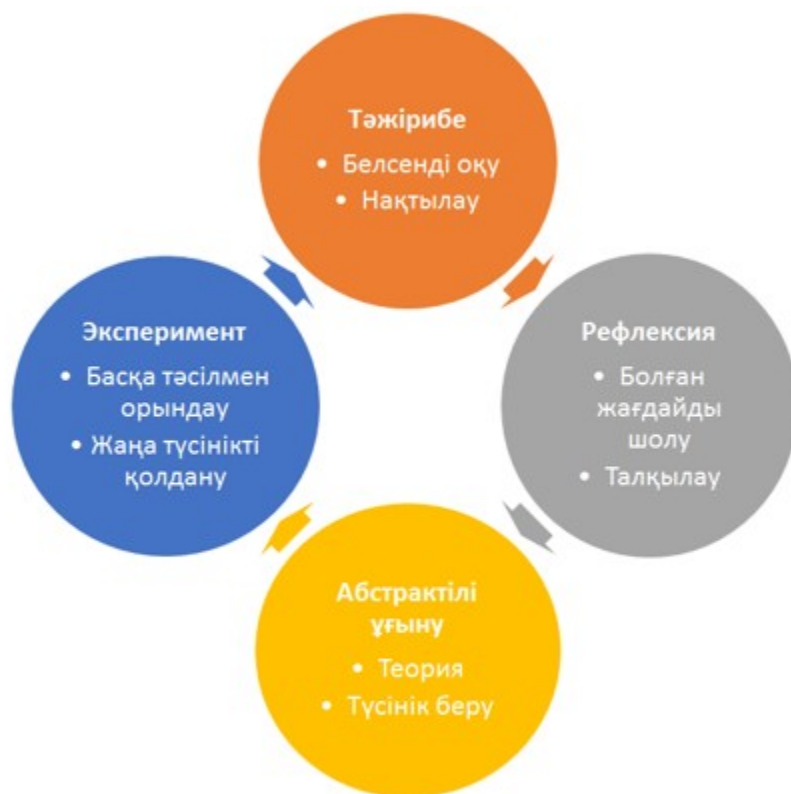 Тәжірибе
• Белсенді оқу
• Нақтылау
Эксперимент
• Басқа тәсілмен
орындау
• Жаңа түсінікті
қолдану
Рефлексия
• Болған
жағдайды
шолу
• Талқылау
Абстрактілі
ұғыну
• Теория
• Түсінік беру